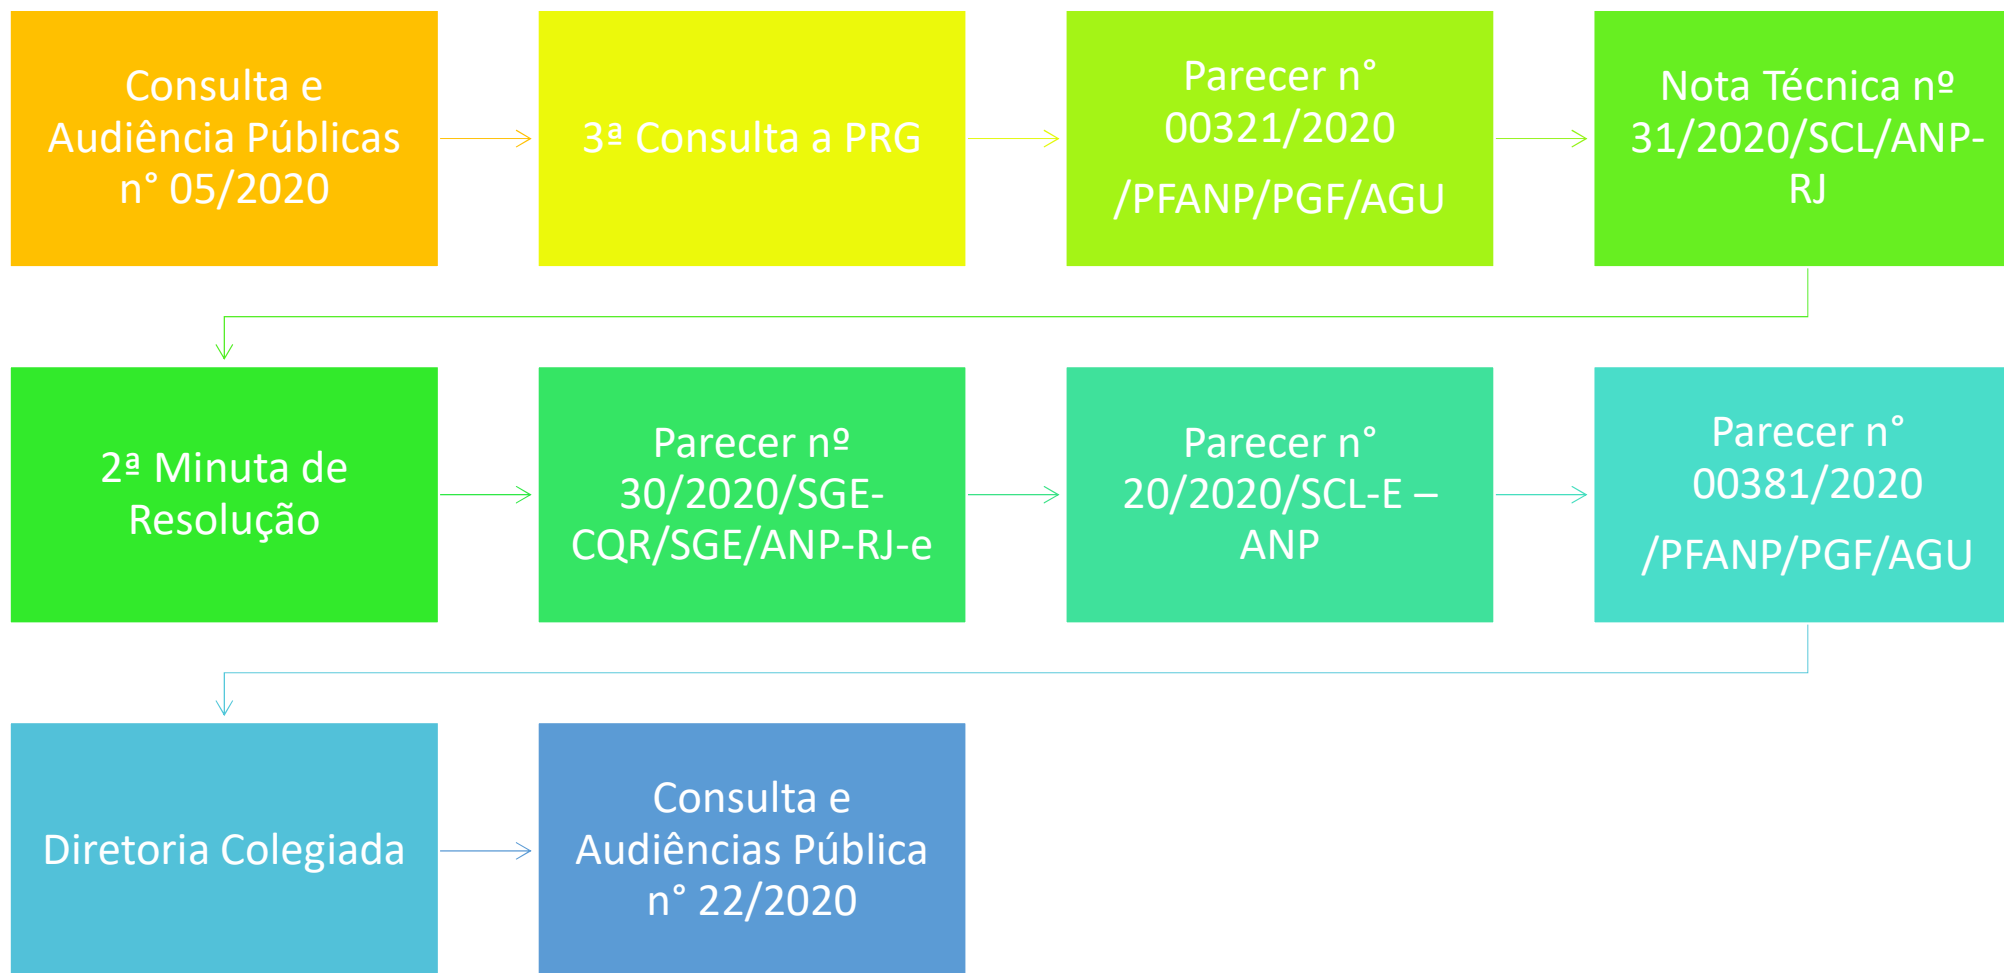 Consulta e
Audiência Públicas
n° 05/2020
3ª Consulta a PRG
Parecer n°
00321/2020
/PFANP/PGF/AGU
Nota Técnica nº
31/2020/SCL/ANP-
RJ
2ª Minuta de
Resolução
Parecer nº
30/2020/SGE-
CQR/SGE/ANP-RJ-e
Parecer n°
20/2020/SCL-E –
ANP
Parecer n°
00381/2020
/PFANP/PGF/AGU
Diretoria Colegiada
Consulta e
Audiências Pública
n° 22/2020